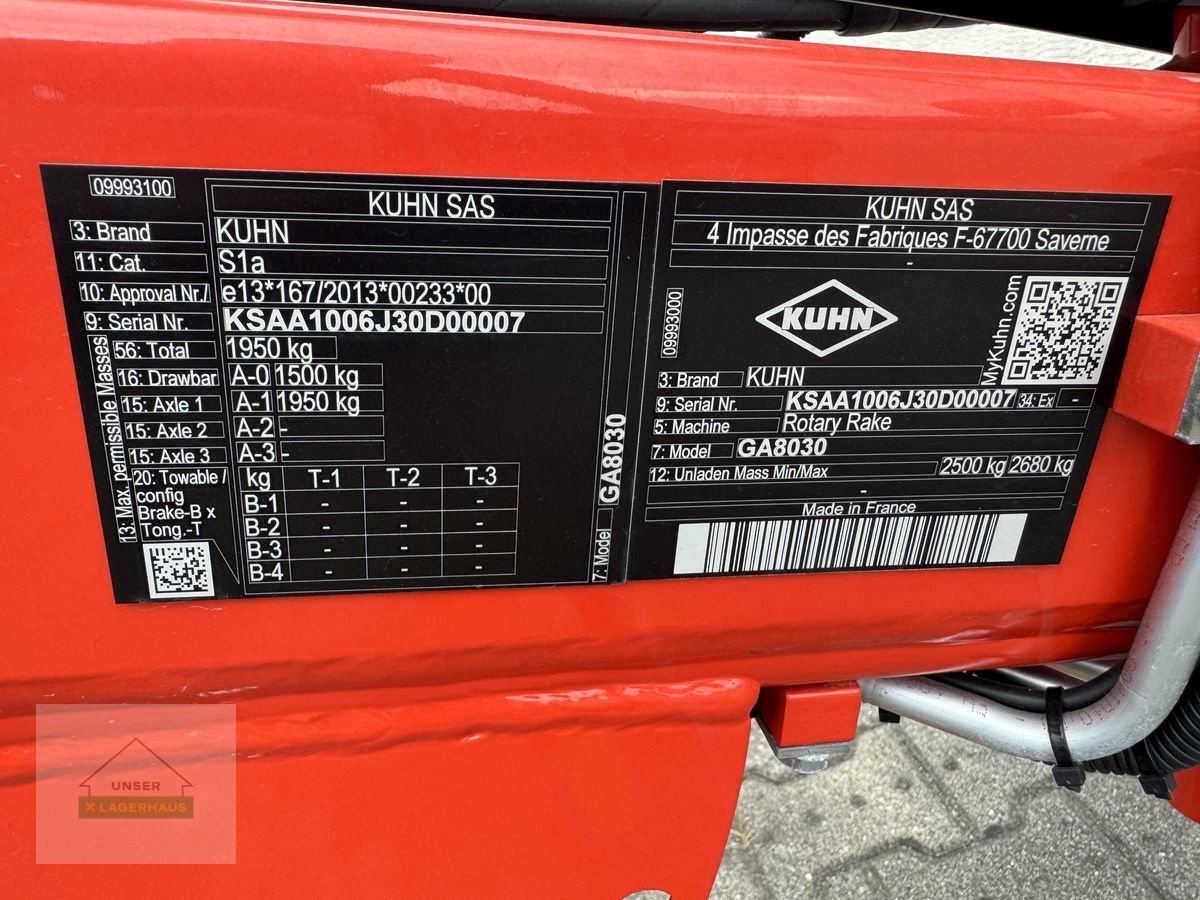 09993100
KUHN SAS
3: Brand KUHN
11: Cat. S1a
10: Approval Nr./ e13*167/2013*00233*00
9: Serial Nr. KSAA1006J30D00007
13: Max. permissible Masses
56: Total 1950 kg
16: Drawbar A-0 1500 kg
15: Axle 1 A-1 1950 kg
15: Axle 2 A-2 -
15: Axle 3 A-3 -
20: Towable / config Brake-B x Tong.-T
kg T-1 T-2 T-3
B-1 - - -
B-2 - - -
B-3 - - -
B-4 - - -
7: Model GA8030
KUHN SAS
4 Impasse des Fabriques F-67700 Saverne
-
09993000
KUHN
MyKuhn.com
3: Brand KUHN
9: Serial Nr. KSAA1006J30D00007 34: Ex -
5: Machine Rotary Rake
7: Model GA8030
12: Unladen Mass Min/Max 2500 kg 2680 kg
-
Made in France
UNSER
X LAGERHAUS